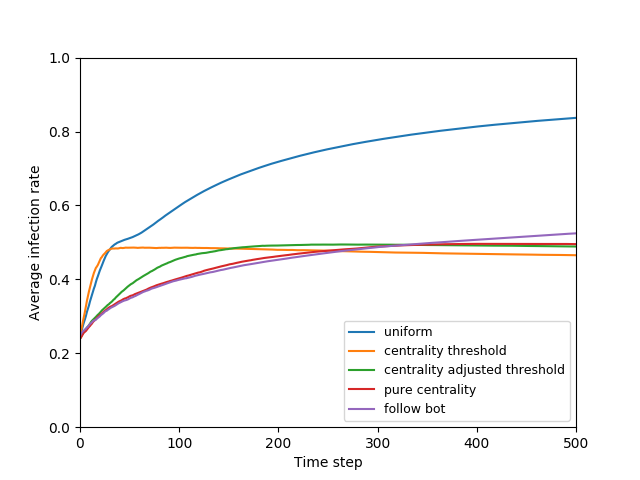 1.0
0.8
0.6
0.4
0.2
0.0
Average infection rate
uniform
centrality threshold
centrality adjusted threshold
pure centrality
follow bot
0 100 200 300 400 500
Time step